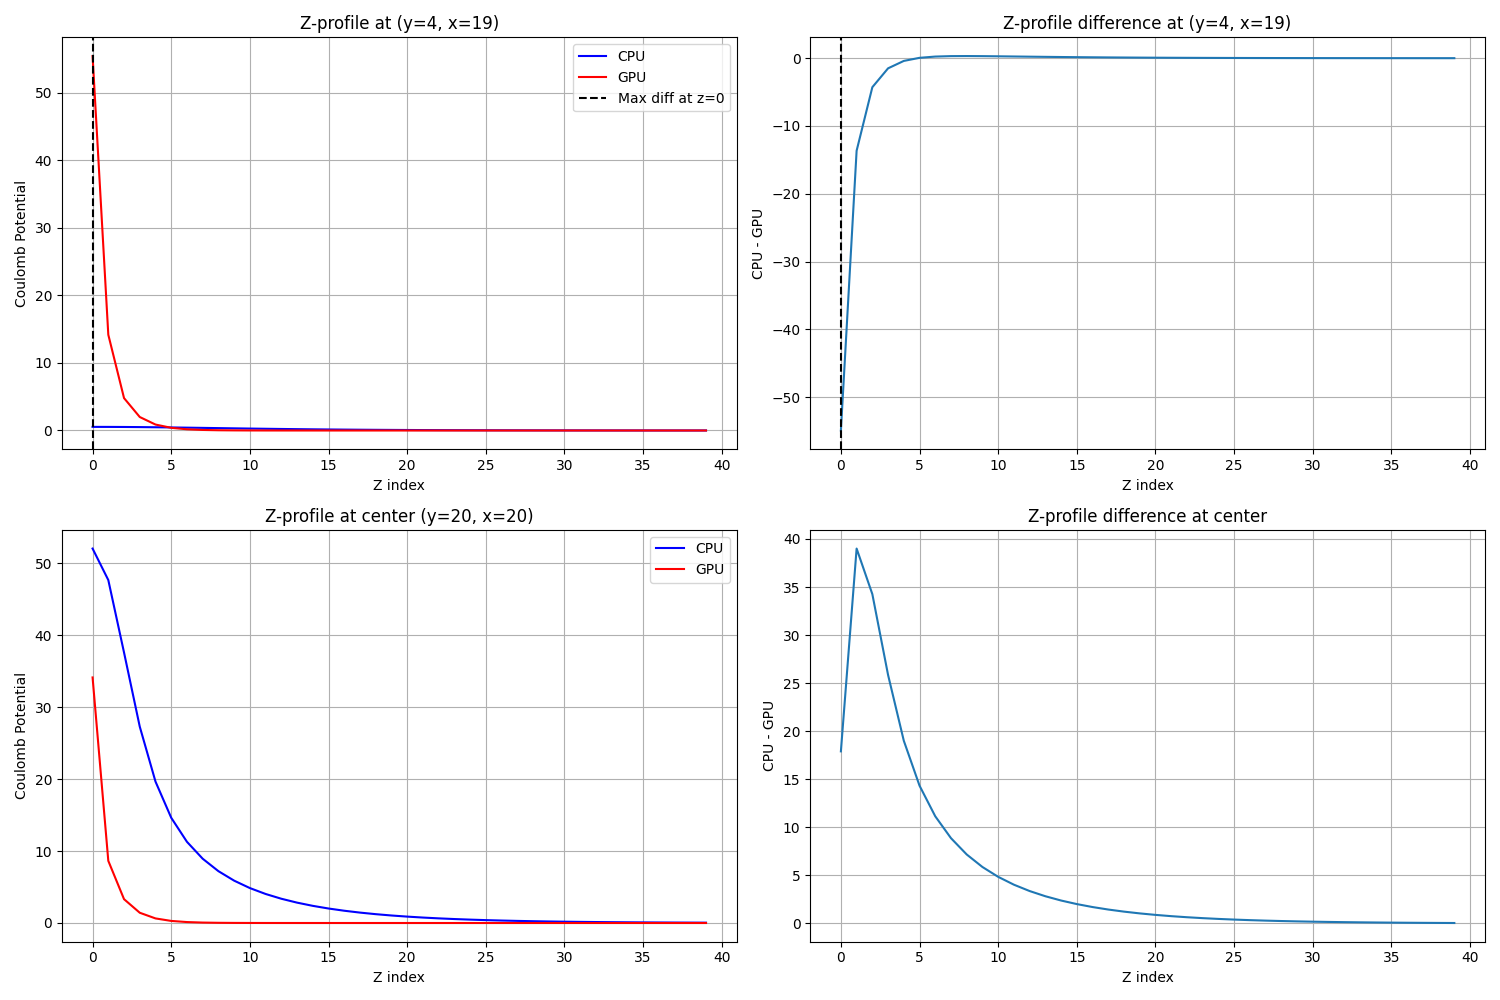 Z-profile at (y=4, x=19)
Coulomb Potential
50
40
30
20
10
0
CPU
GPU
Max diff at z=0
0 5 10 15 20 25 30 35 40
Z index
Z-profile difference at (y=4, x=19)
CPU - GPU
0
−10
−20
−30
−40
−50
0 5 10 15 20 25 30 35 40
Z index
Z-profile at center (y=20, x=20)
Coulomb Potential
50
40
30
20
10
0
CPU
GPU
0 5 10 15 20 25 30 35 40
Z index
Z-profile difference at center
CPU - GPU
40
35
30
25
20
15
10
5
0
0 5 10 15 20 25 30 35 40
Z index